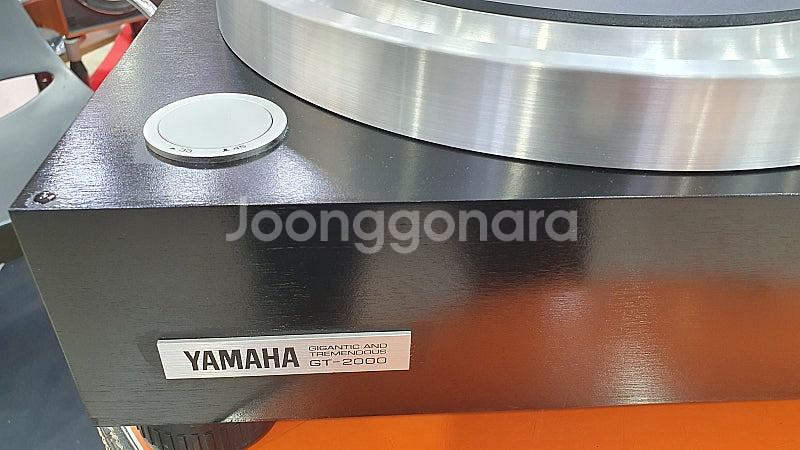 Joonggonara
YAMAHA
GIGANTIC AND
TREMENDOUS
GT-2000